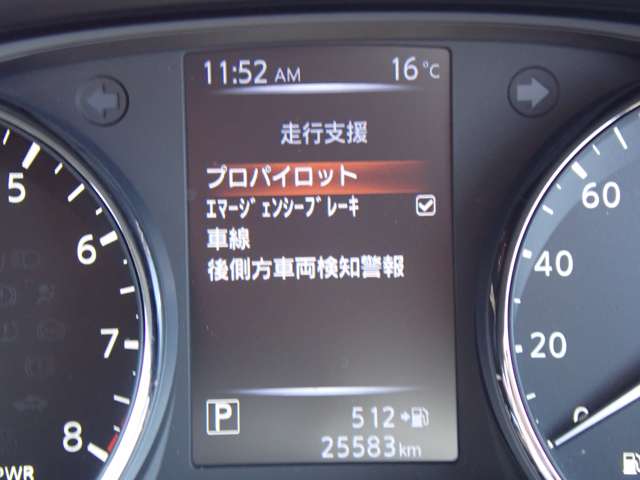 11:52 AM 16℃
走行支援
プロパイロット
ｴﾏｰｼﾞｪﾝｼｰﾌﾞﾚｰｷ
車線
後側方車両検知警報
P 512
25583km
5
6
7
8
PWR
60
40
20
0